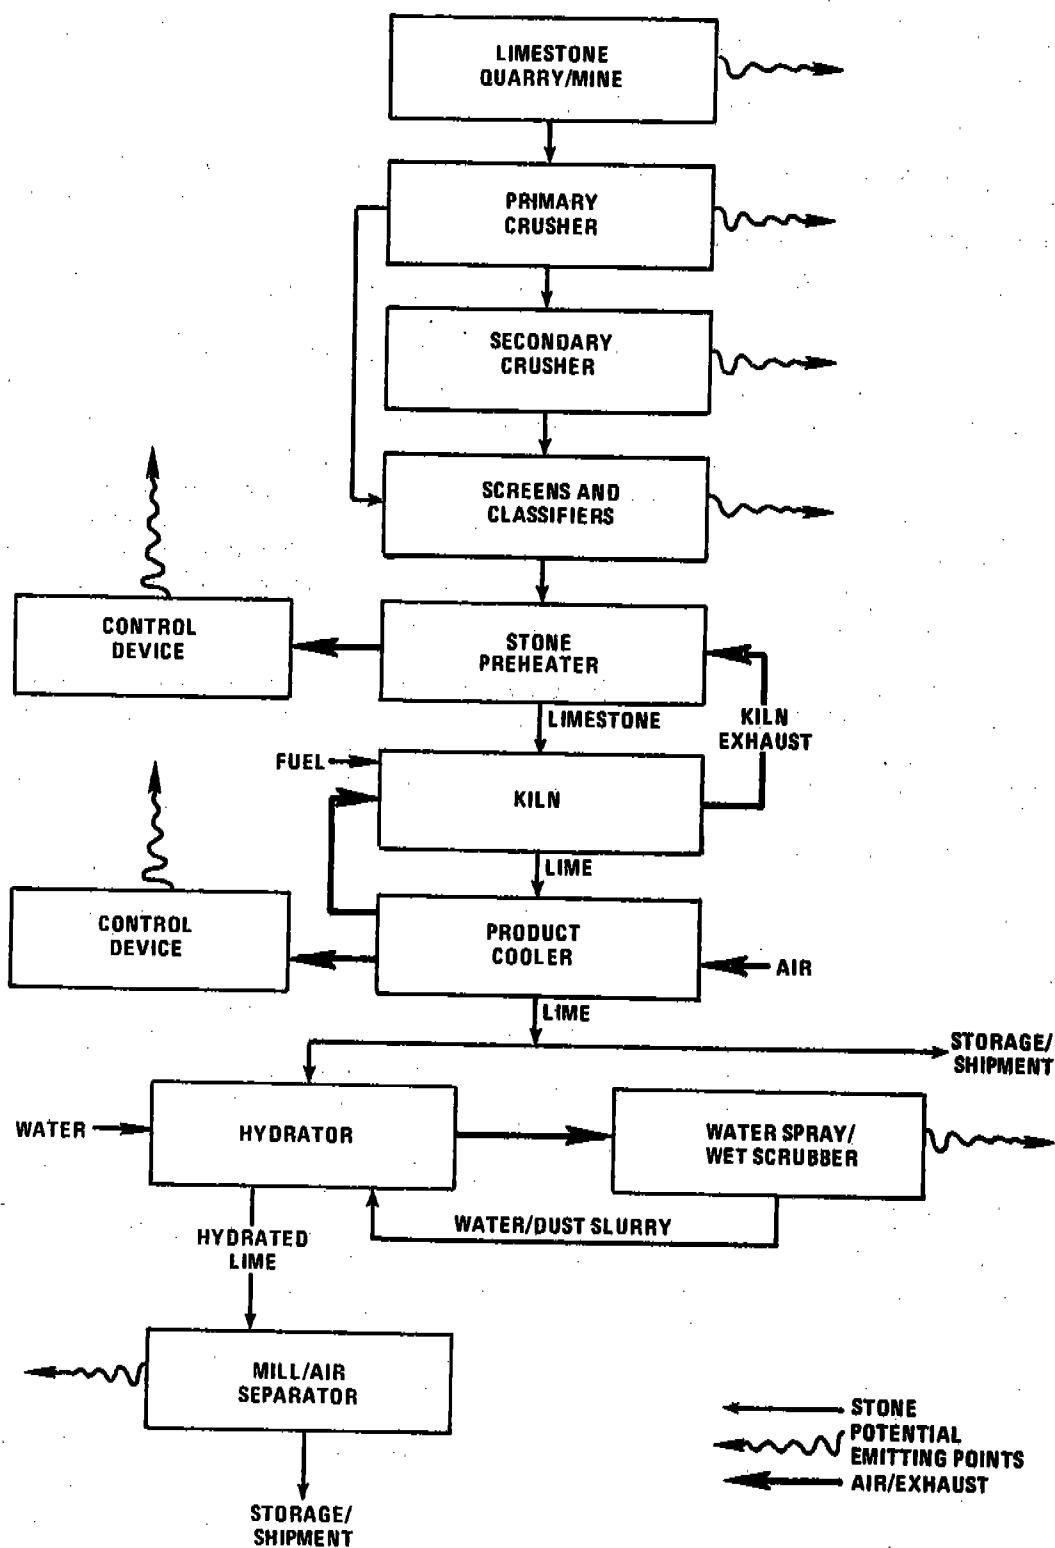 LIMESTONE
QUARRY/MINE
PRIMARY
CRUSHER
SECONDARY
CRUSHER
SCREENS AND
CLASSIFIERS
CONTROL
DEVICE
STONE
PREHEATER
LIMESTONE
KILN
EXHAUST
FUEL
KILN
LIME
CONTROL
DEVICE
PRODUCT
COOLER
AIR
LIME
STORAGE/
SHIPMENT
WATER
HYDRATOR
WATER SPRAY/
WET SCRUBBER
WATER/DUST SLURRY
HYDRATED
LIME
MILL/AIR
SEPARATOR
STORAGE/
SHIPMENT
STONE
POTENTIAL
EMITTING POINTS
AIR/EXHAUST